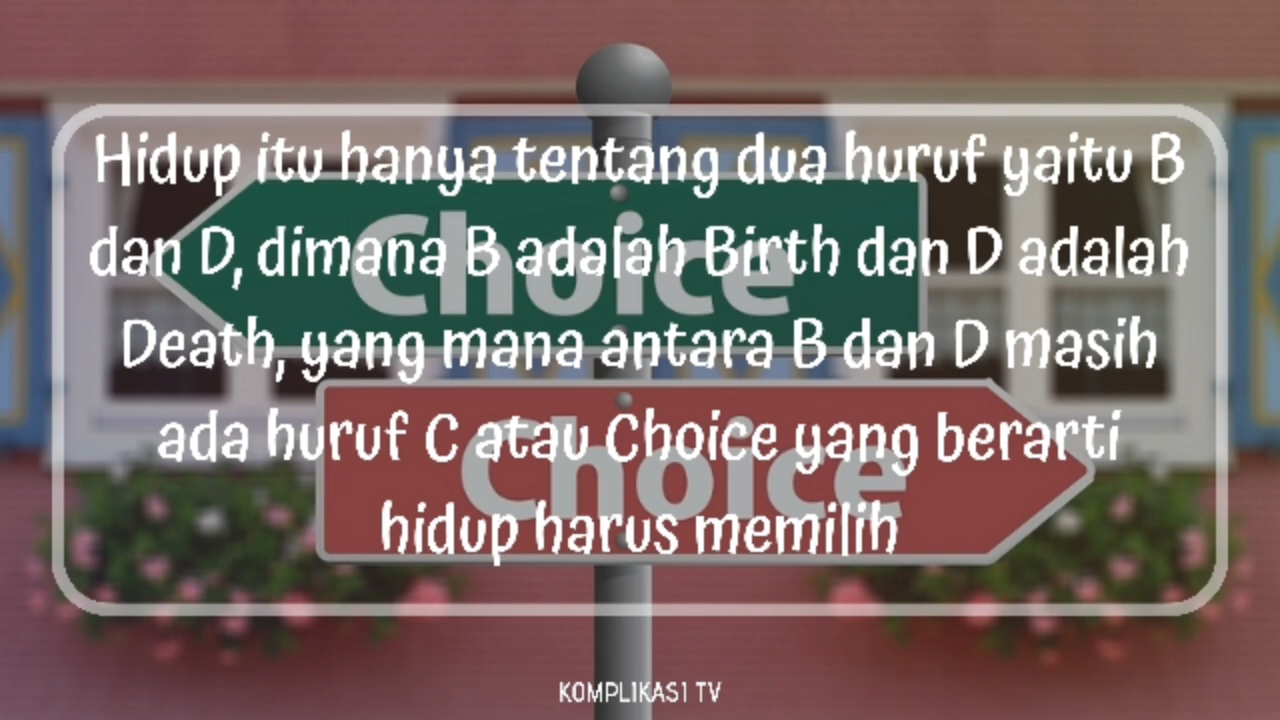 Hidup itu hanya tentang dua huruf yaitu B
dan D, dimana B adalah Birth dan D adalah
Death, yang mana antara B dan D masih
ada huruf C atau Choice yang berarti
hidup harus memilih
Choice
Choice
KOMPLIKASI TV